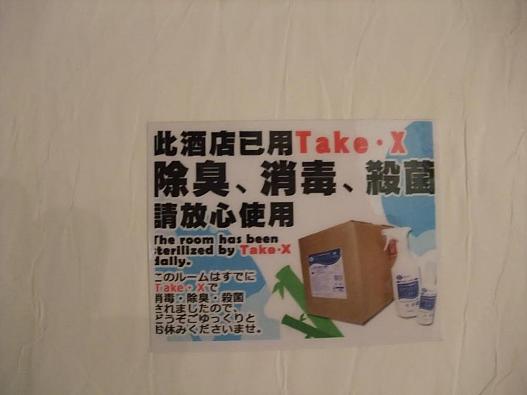 此酒店已用Take・X
除臭、消毒、殺菌
請放心使用
The room has been
sterilized by Take・X
daily.
このルームはすでに
Take・Xで
消毒・除臭・殺菌
されましたので、
どうぞごゆっくりと
お休みくださいませ。